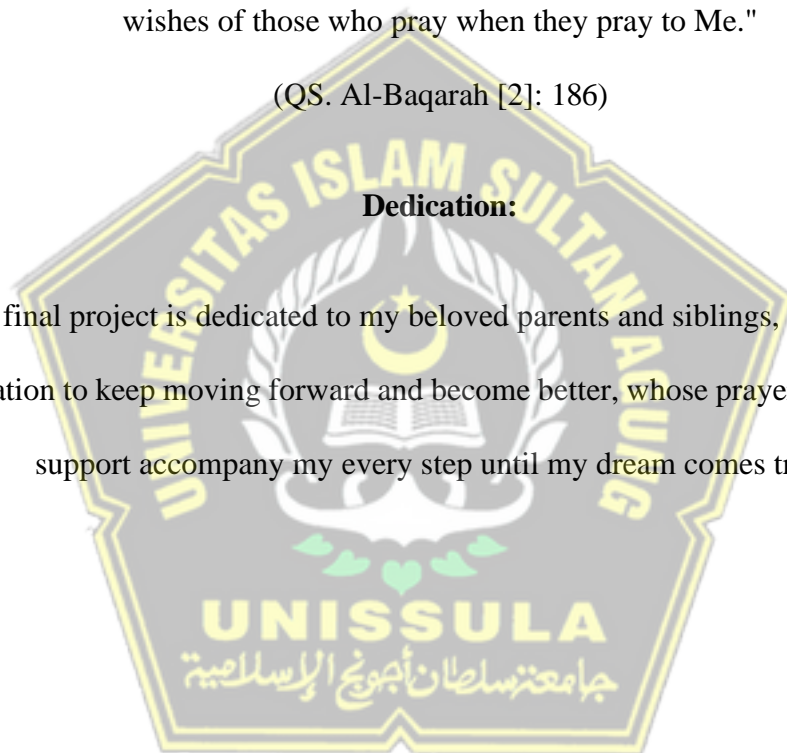 wishes of those who pray when they pray to Me."
(QS. Al-Baqarah [2]: 186)
UNIVERSITAS ISLAM SULTAN AGUNG
Dedication:
final project is dedicated to my beloved parents and siblings,
ation to keep moving forward and become better, whose praye
support accompany my every step until my dream comes tr
UNISSULA
جامعتنسلطان أجونج الإسلامية